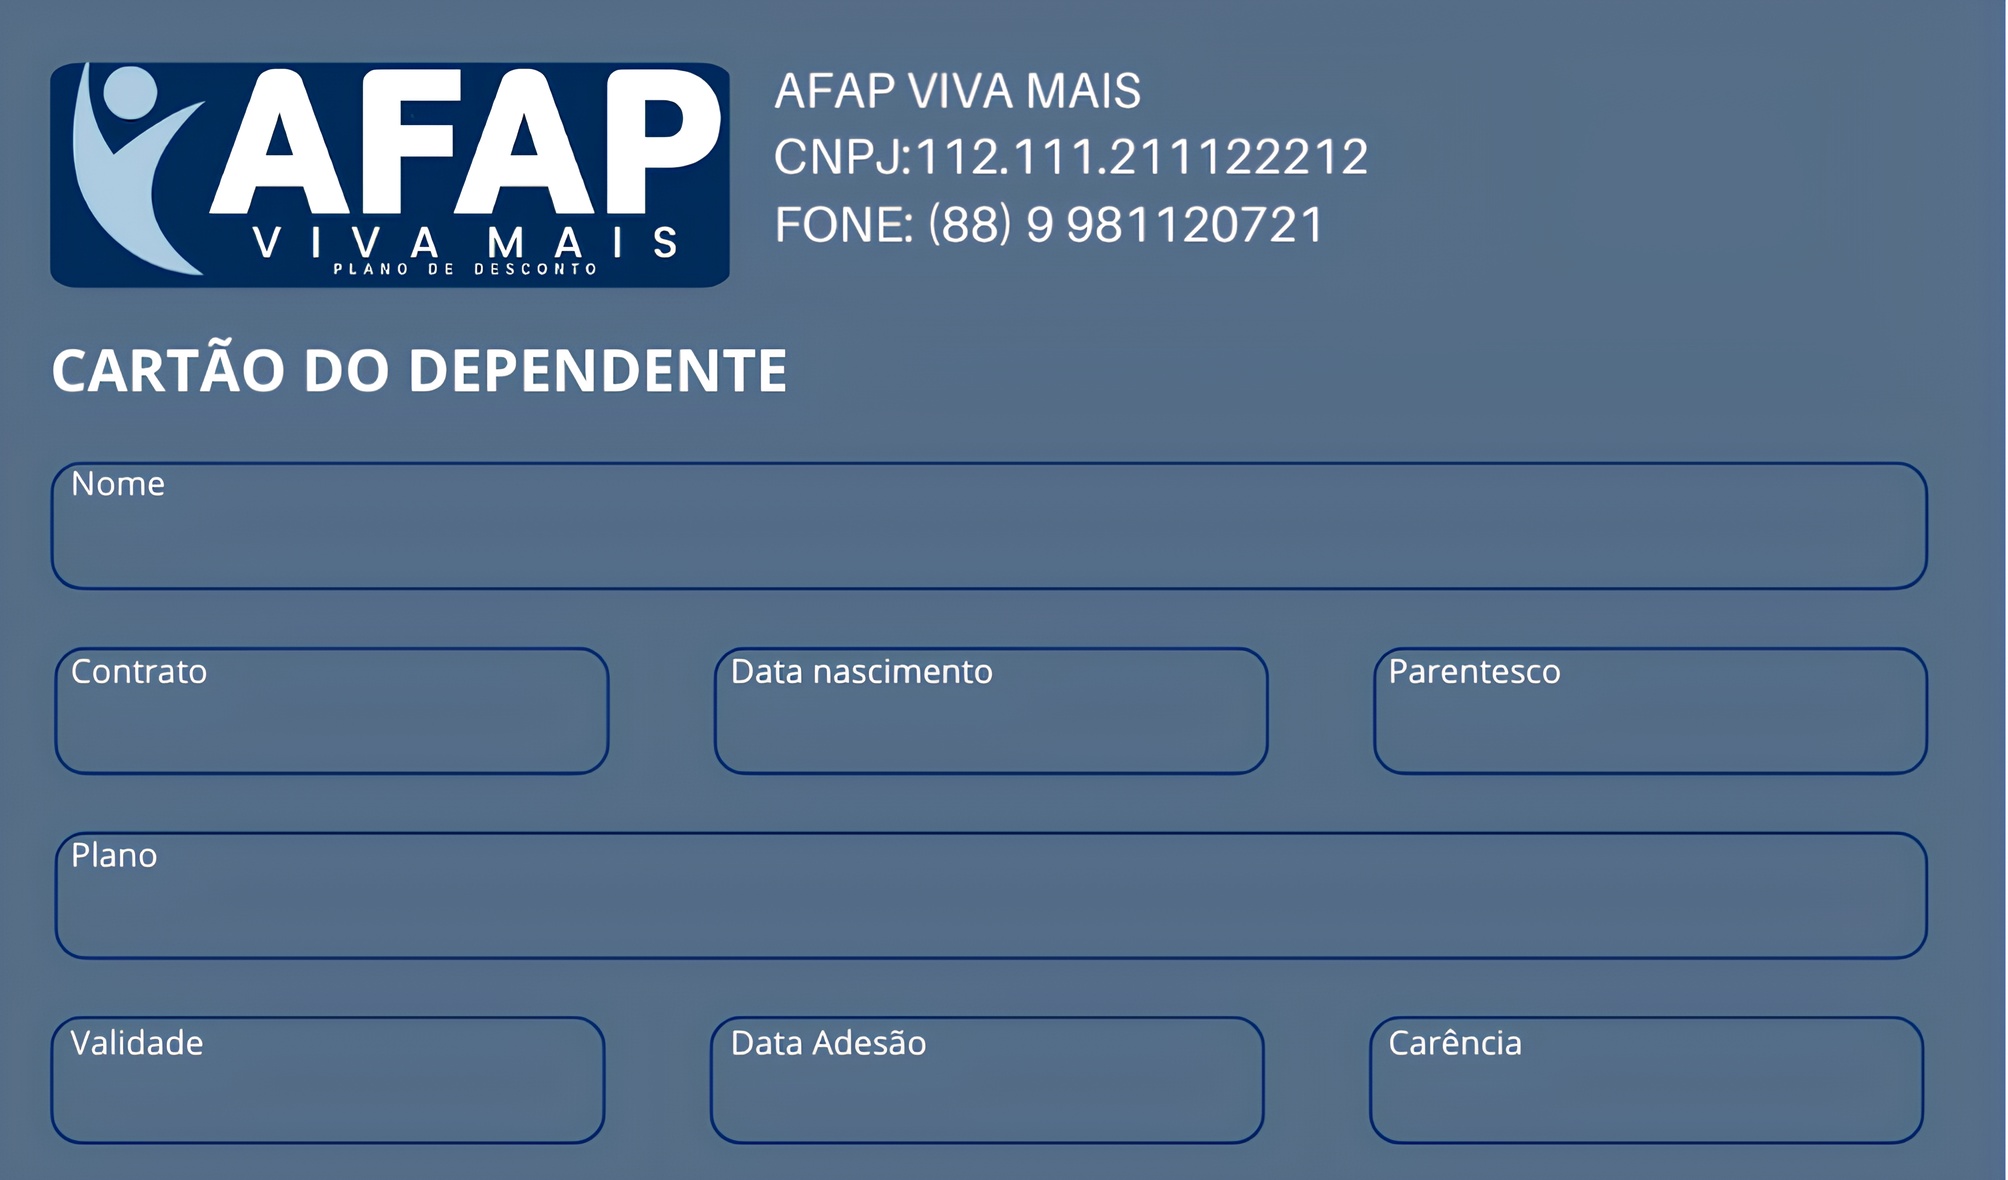 AFAP
VIVA MAIS
PLANO DE DESCONTO
AFAP VIVA MAIS
CNPJ:112.111.211122212
FONE: (88) 9 981120721
CARTÃO DO DEPENDENTE
Nome
Contrato Data nascimento Parentesco
Plano
Validade Data Adesão Carência